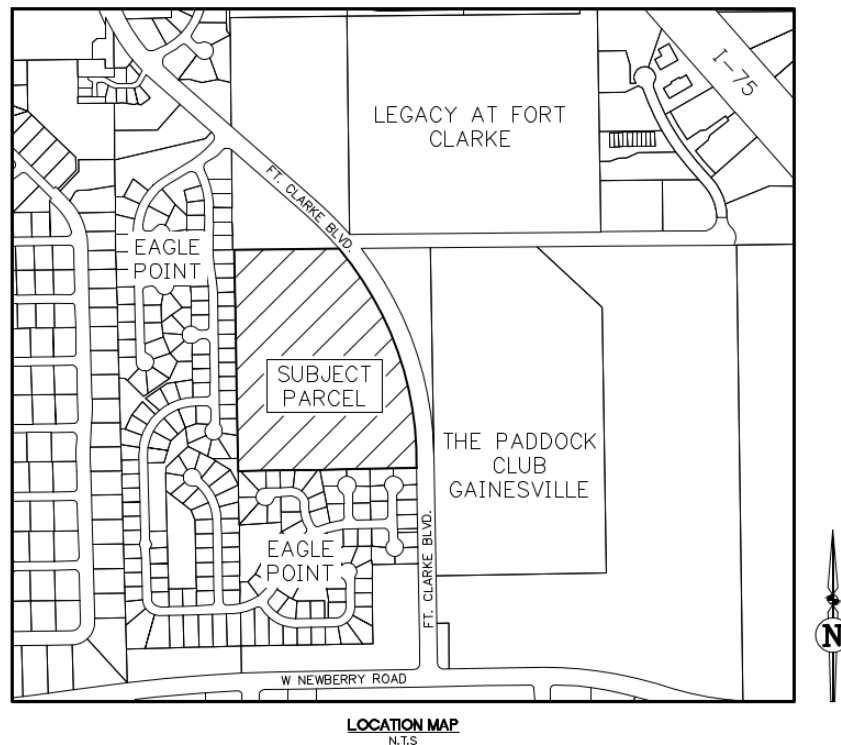 LEGACY AT FORT
CLARKE
I-75
FT. CLARKE BLVD.
EAGLE
POINT
SUBJECT
PARCEL
THE PADDOCK
CLUB
GAINESVILLE
EAGLE
POINT
FT. CLARKE BLVD.
W NEWBERRY ROAD
N
LOCATION MAP
N.T.S